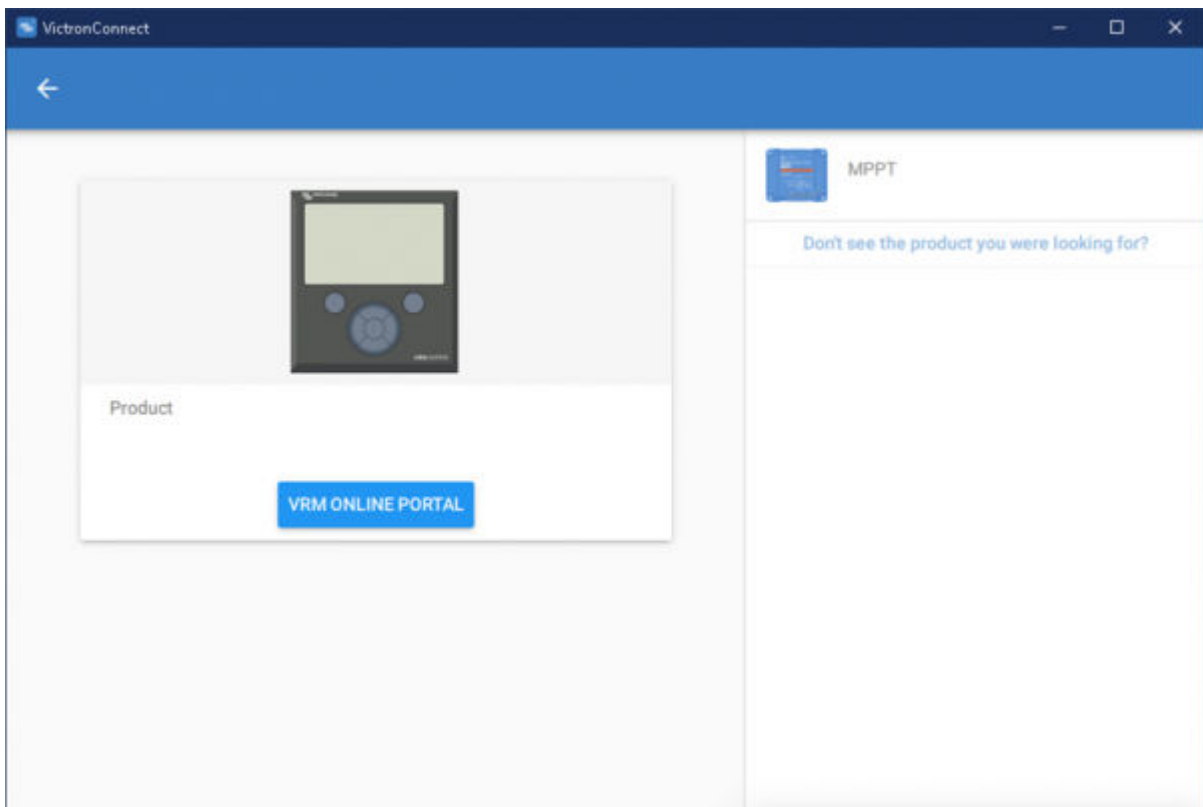 VictronConnect
MPPT
Don't see the product you were looking for?
Product
VRM ONLINE PORTAL